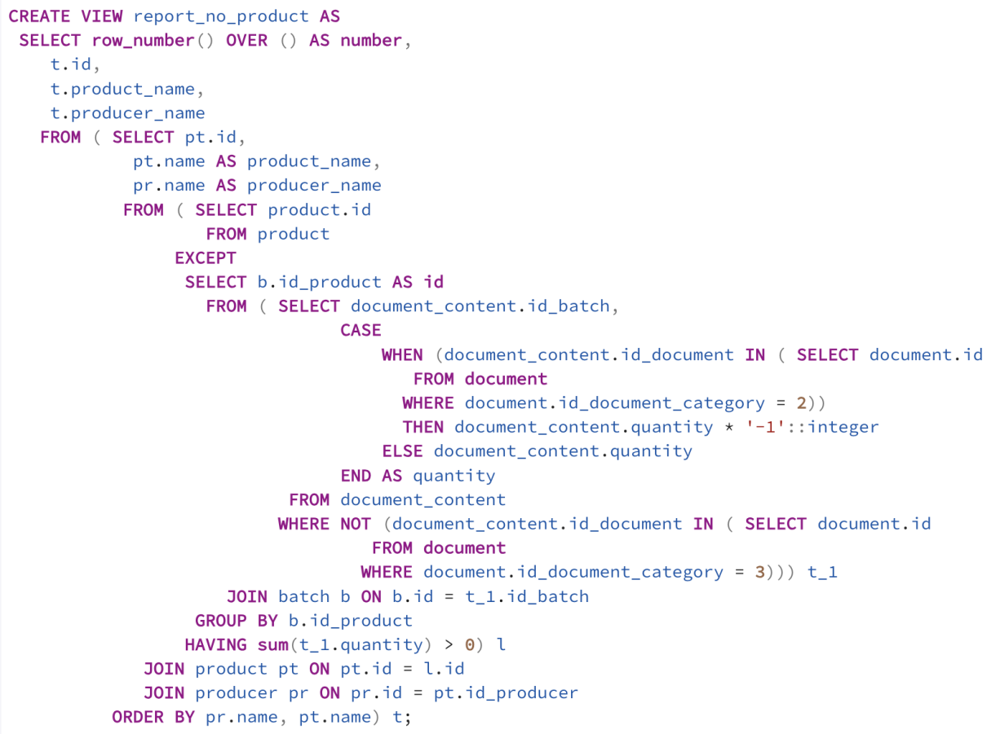 CREATE VIEW report_no_product AS
 SELECT row_number() OVER () AS number,
    t.id,
    t.product_name,
    t.producer_name
   FROM ( SELECT pt.id,
            pt.name AS product_name,
            pr.name AS producer_name
           FROM ( SELECT product.id
                   FROM product
                EXCEPT
                 SELECT b.id_product AS id
                   FROM ( SELECT document_content.id_batch,
                                CASE
                                    WHEN (document_content.id_document IN ( SELECT document.id
                                       FROM document
                                      WHERE document.id_document_category = 2))
                                      THEN document_content.quantity * '-1'::integer
                                    ELSE document_content.quantity
                                END AS quantity
                           FROM document_content
                          WHERE NOT (document_content.id_document IN ( SELECT document.id
                                   FROM document
                                  WHERE document.id_document_category = 3))) t_1
                     JOIN batch b ON b.id = t_1.id_batch
                  GROUP BY b.id_product
                 HAVING sum(t_1.quantity) > 0) l
             JOIN product pt ON pt.id = l.id
             JOIN producer pr ON pr.id = pt.id_producer
          ORDER BY pr.name, pt.name) t;